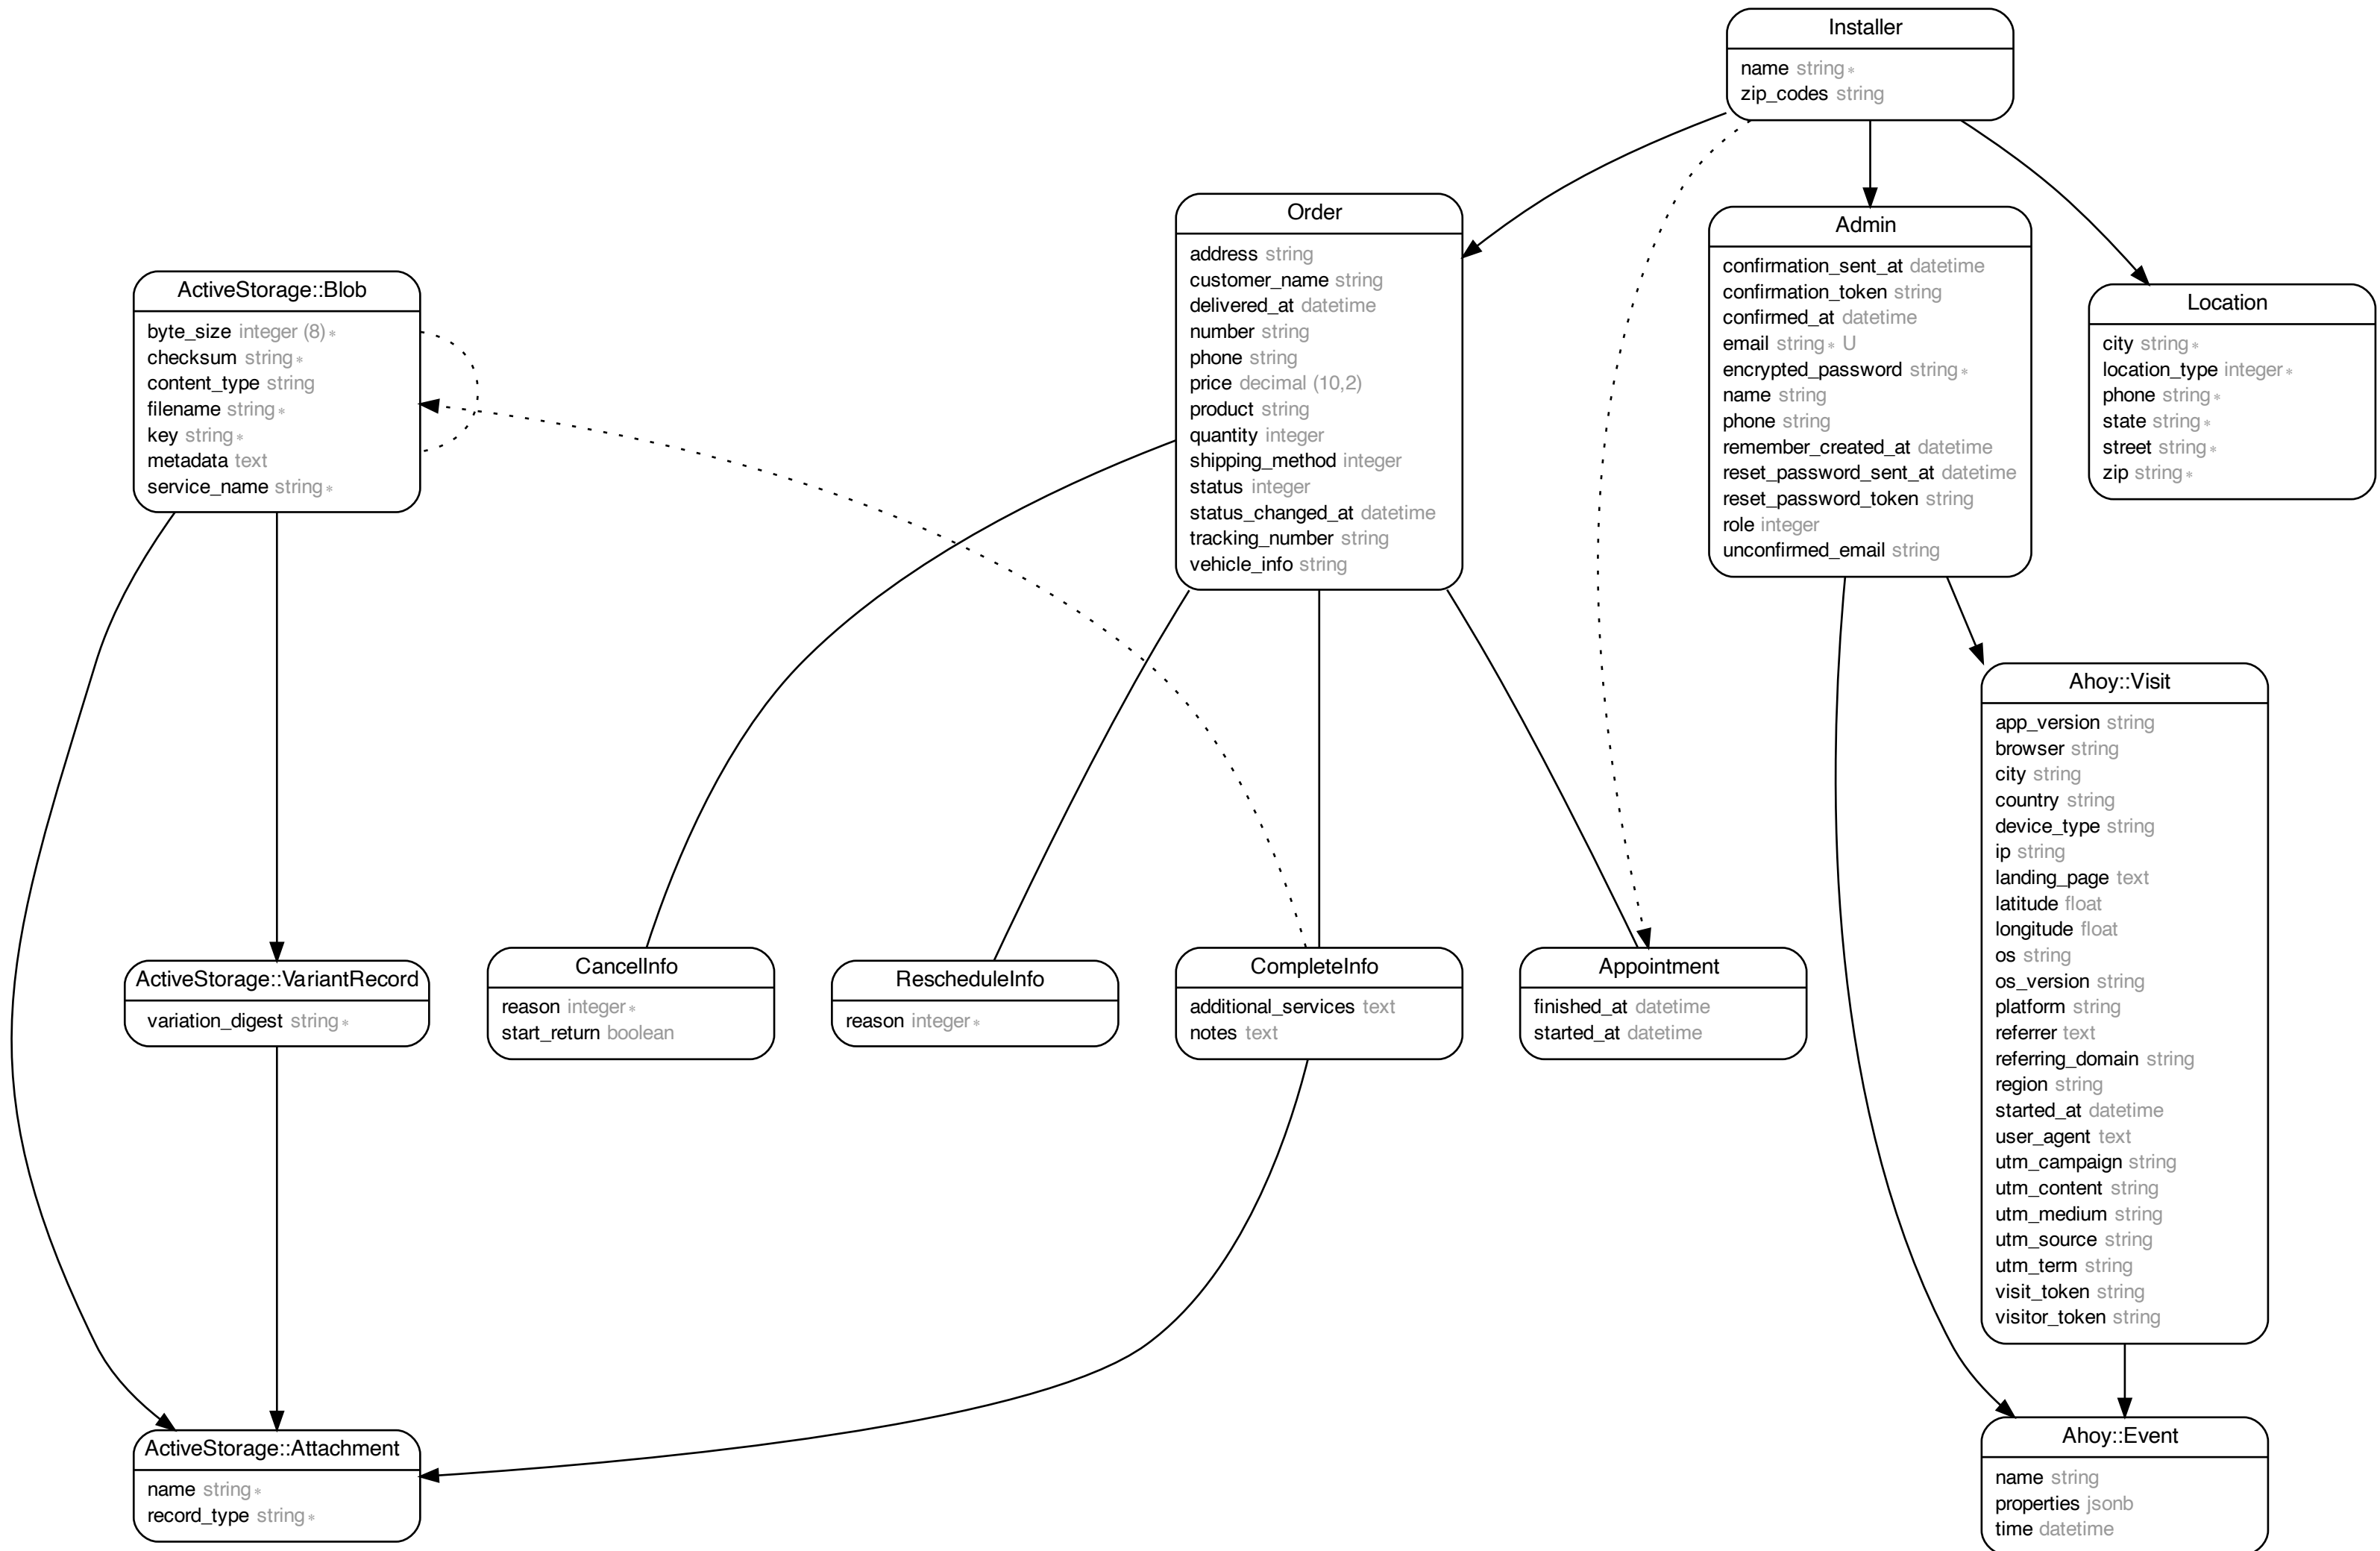 Installer
name string*
zip_codes string
Order
address string
customer_name string
delivered_at datetime
number string
phone string
price decimal (10,2)
product string
quantity integer
shipping_method integer
status integer
status_changed_at datetime
tracking_number string
vehicle_info string
Admin
confirmation_sent_at datetime
confirmation_token string
confirmed_at datetime
email string* U
encrypted_password string*
name string
phone string
remember_created_at datetime
reset_password_sent_at datetime
reset_password_token string
role integer
unconfirmed_email string
Location
city string*
location_type integer*
phone string*
state string*
street string*
zip string*
ActiveStorage::Blob
byte_size integer (8)*
checksum string*
content_type string
filename string*
key string*
metadata text
service_name string*
Ahoy::Visit
app_version string
browser string
city string
country string
device_type string
ip string
landing_page text
latitude float
longitude float
os string
os_version string
platform string
referrer text
referring_domain string
region string
started_at datetime
user_agent text
utm_campaign string
utm_content string
utm_medium string
utm_source string
utm_term string
visit_token string
visitor_token string
ActiveStorage::VariantRecord
variation_digest string*
CancelInfo
reason integer*
start_return boolean
RescheduleInfo
reason integer*
CompleteInfo
additional_services text
notes text
Appointment
finished_at datetime
started_at datetime
ActiveStorage::Attachment
name string*
record_type string*
Ahoy::Event
name string
properties jsonb
time datetime